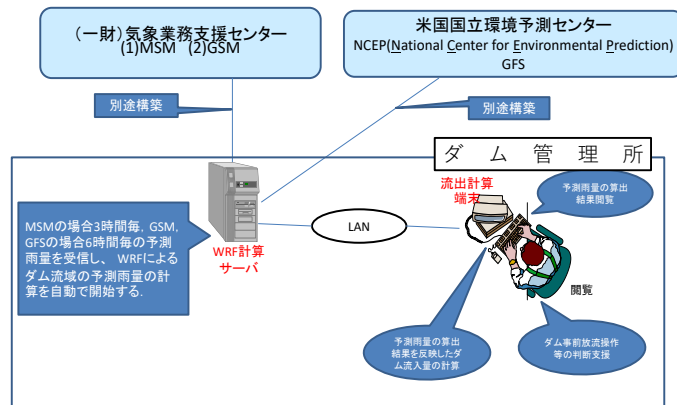 (一財)気象業務支援センター
(1)MSM (2)GSM
米国国立環境予測センター
NCEP(National Center for Environmental Prediction)
GFS
別途構築
別途構築
ダム管理所
流出計算
端末
予測雨量の算出
結果閲覧
MSMの場合3時間毎, GSM,
GFSの場合6時間毎の予測
雨量を受信し、WRFによる
ダム流域の予測雨量の計
算を自動で開始する.
WRF計算
サーバ
LAN
閲覧
予測雨量の算出
結果を反映したダ
ム流入量の計算
ダム事前放流操作
等の判断支援